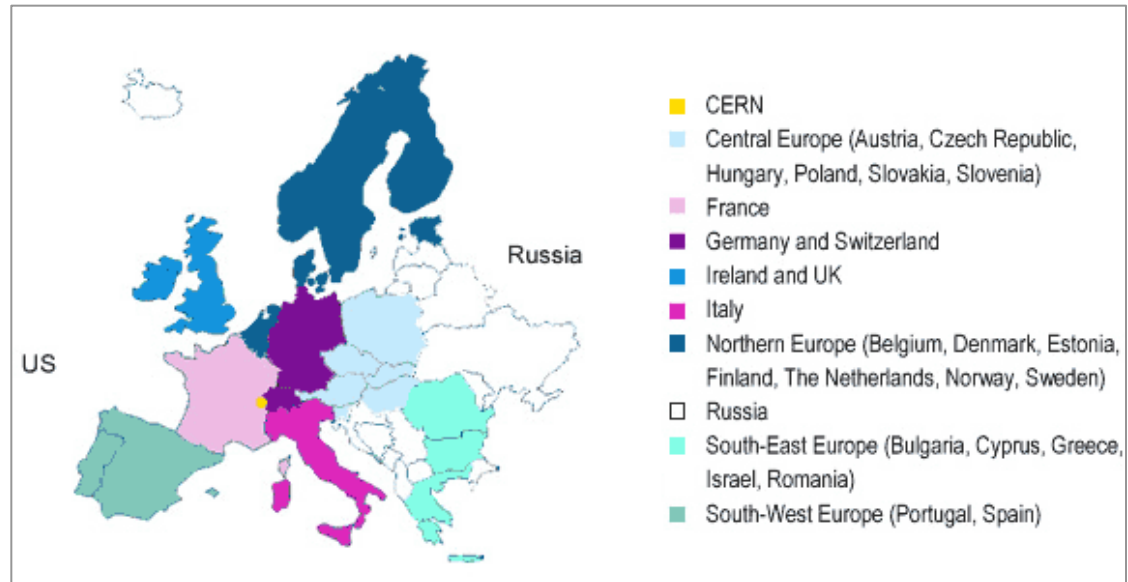 CERN
Central Europe (Austria, Czech Republic,
Hungary, Poland, Slovakia, Slovenia)
France
Germany and Switzerland
Russia
Ireland and UK
Italy
US
Northern Europe (Belgium, Denmark, Estonia,
Finland, The Netherlands, Norway, Sweden)
Russia
South-East Europe (Bulgaria, Cyprus, Greece,
Israel, Romania)
South-West Europe (Portugal, Spain)